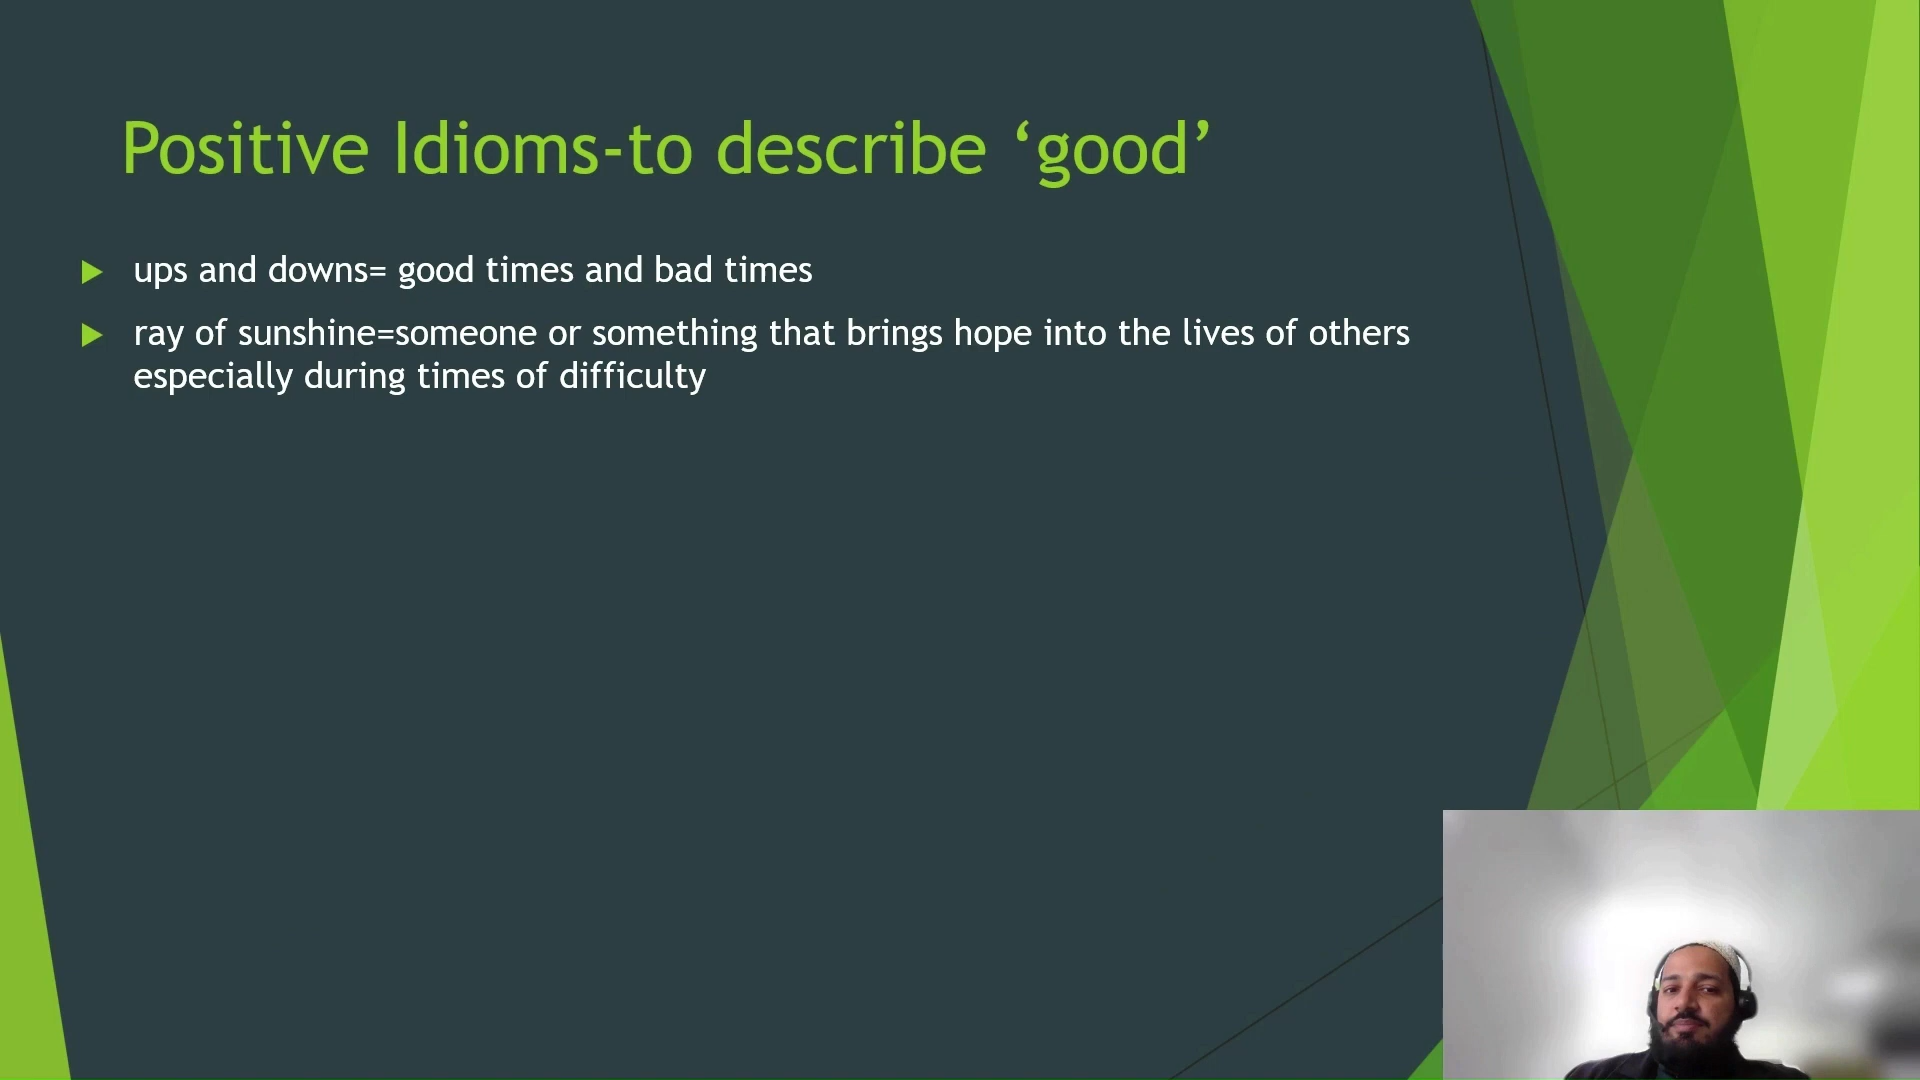 Positive Idioms-to describe ‘good’
ups and downs= good times and bad times
ray of sunshine=someone or something that brings hope into the lives of others
especially during times of difficulty